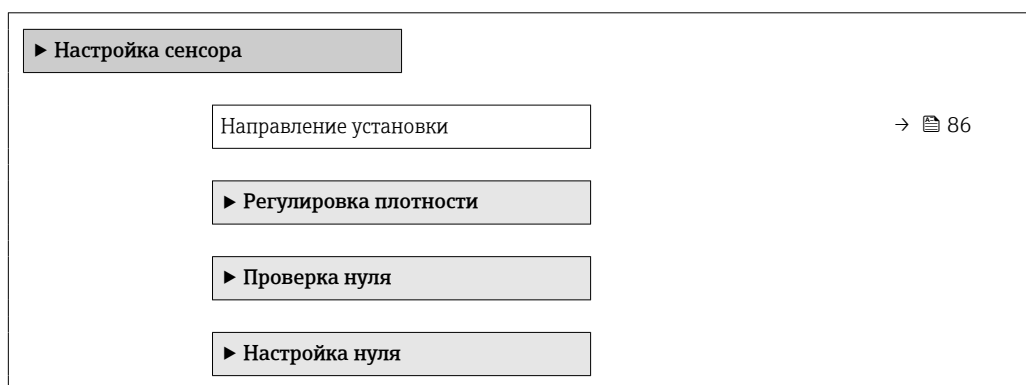 ▶ Настройка сенсора
Направление установки → 86
▶ Регулировка плотности
▶ Проверка нуля
▶ Настройка нуля